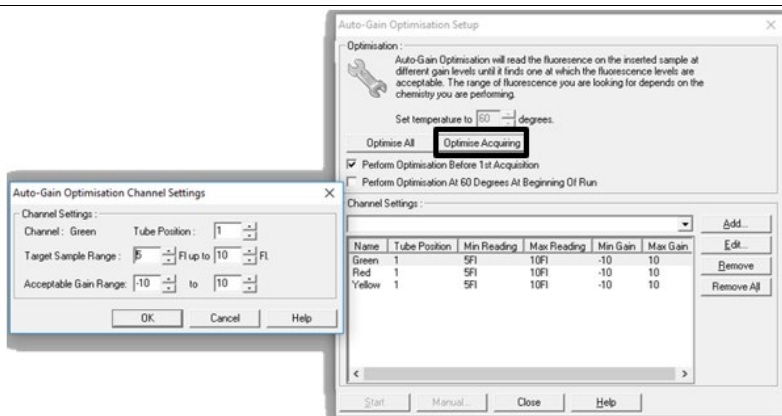 Auto-Gain Optimisation Setup
Optimisation :
Auto-Gain Optimisation will read the fluoresence on the inserted sample at
different gain levels until it finds one at which the fluorescence levels are
acceptable. The range of fluorescence you are looking for depends on the
chemistry you are performing.
Set temperature to 60 degrees.
Optimise All Optimise Acquiring
Perform Optimisation Before 1st Acquisition
Perform Optimisation At 60 Degrees At Beginning Of Run
Channel Settings :
Add...
Name Tube Position Min Reading Max Reading Min Gain Max Gain
Green 1 5Fl 10Fl -10 10
Red 1 5Fl 10Fl -10 10
Yellow 1 5Fl 10Fl -10 10
Edit...
Remove
Remove All
Start Manual... Close Help
Auto-Gain Optimisation Channel Settings
Channel Settings :
Channel : Green Tube Position : 1
Target Sample Range : 5 Fl up to 10 Fl.
Acceptable Gain Range: -10 to 10
OK Cancel Help